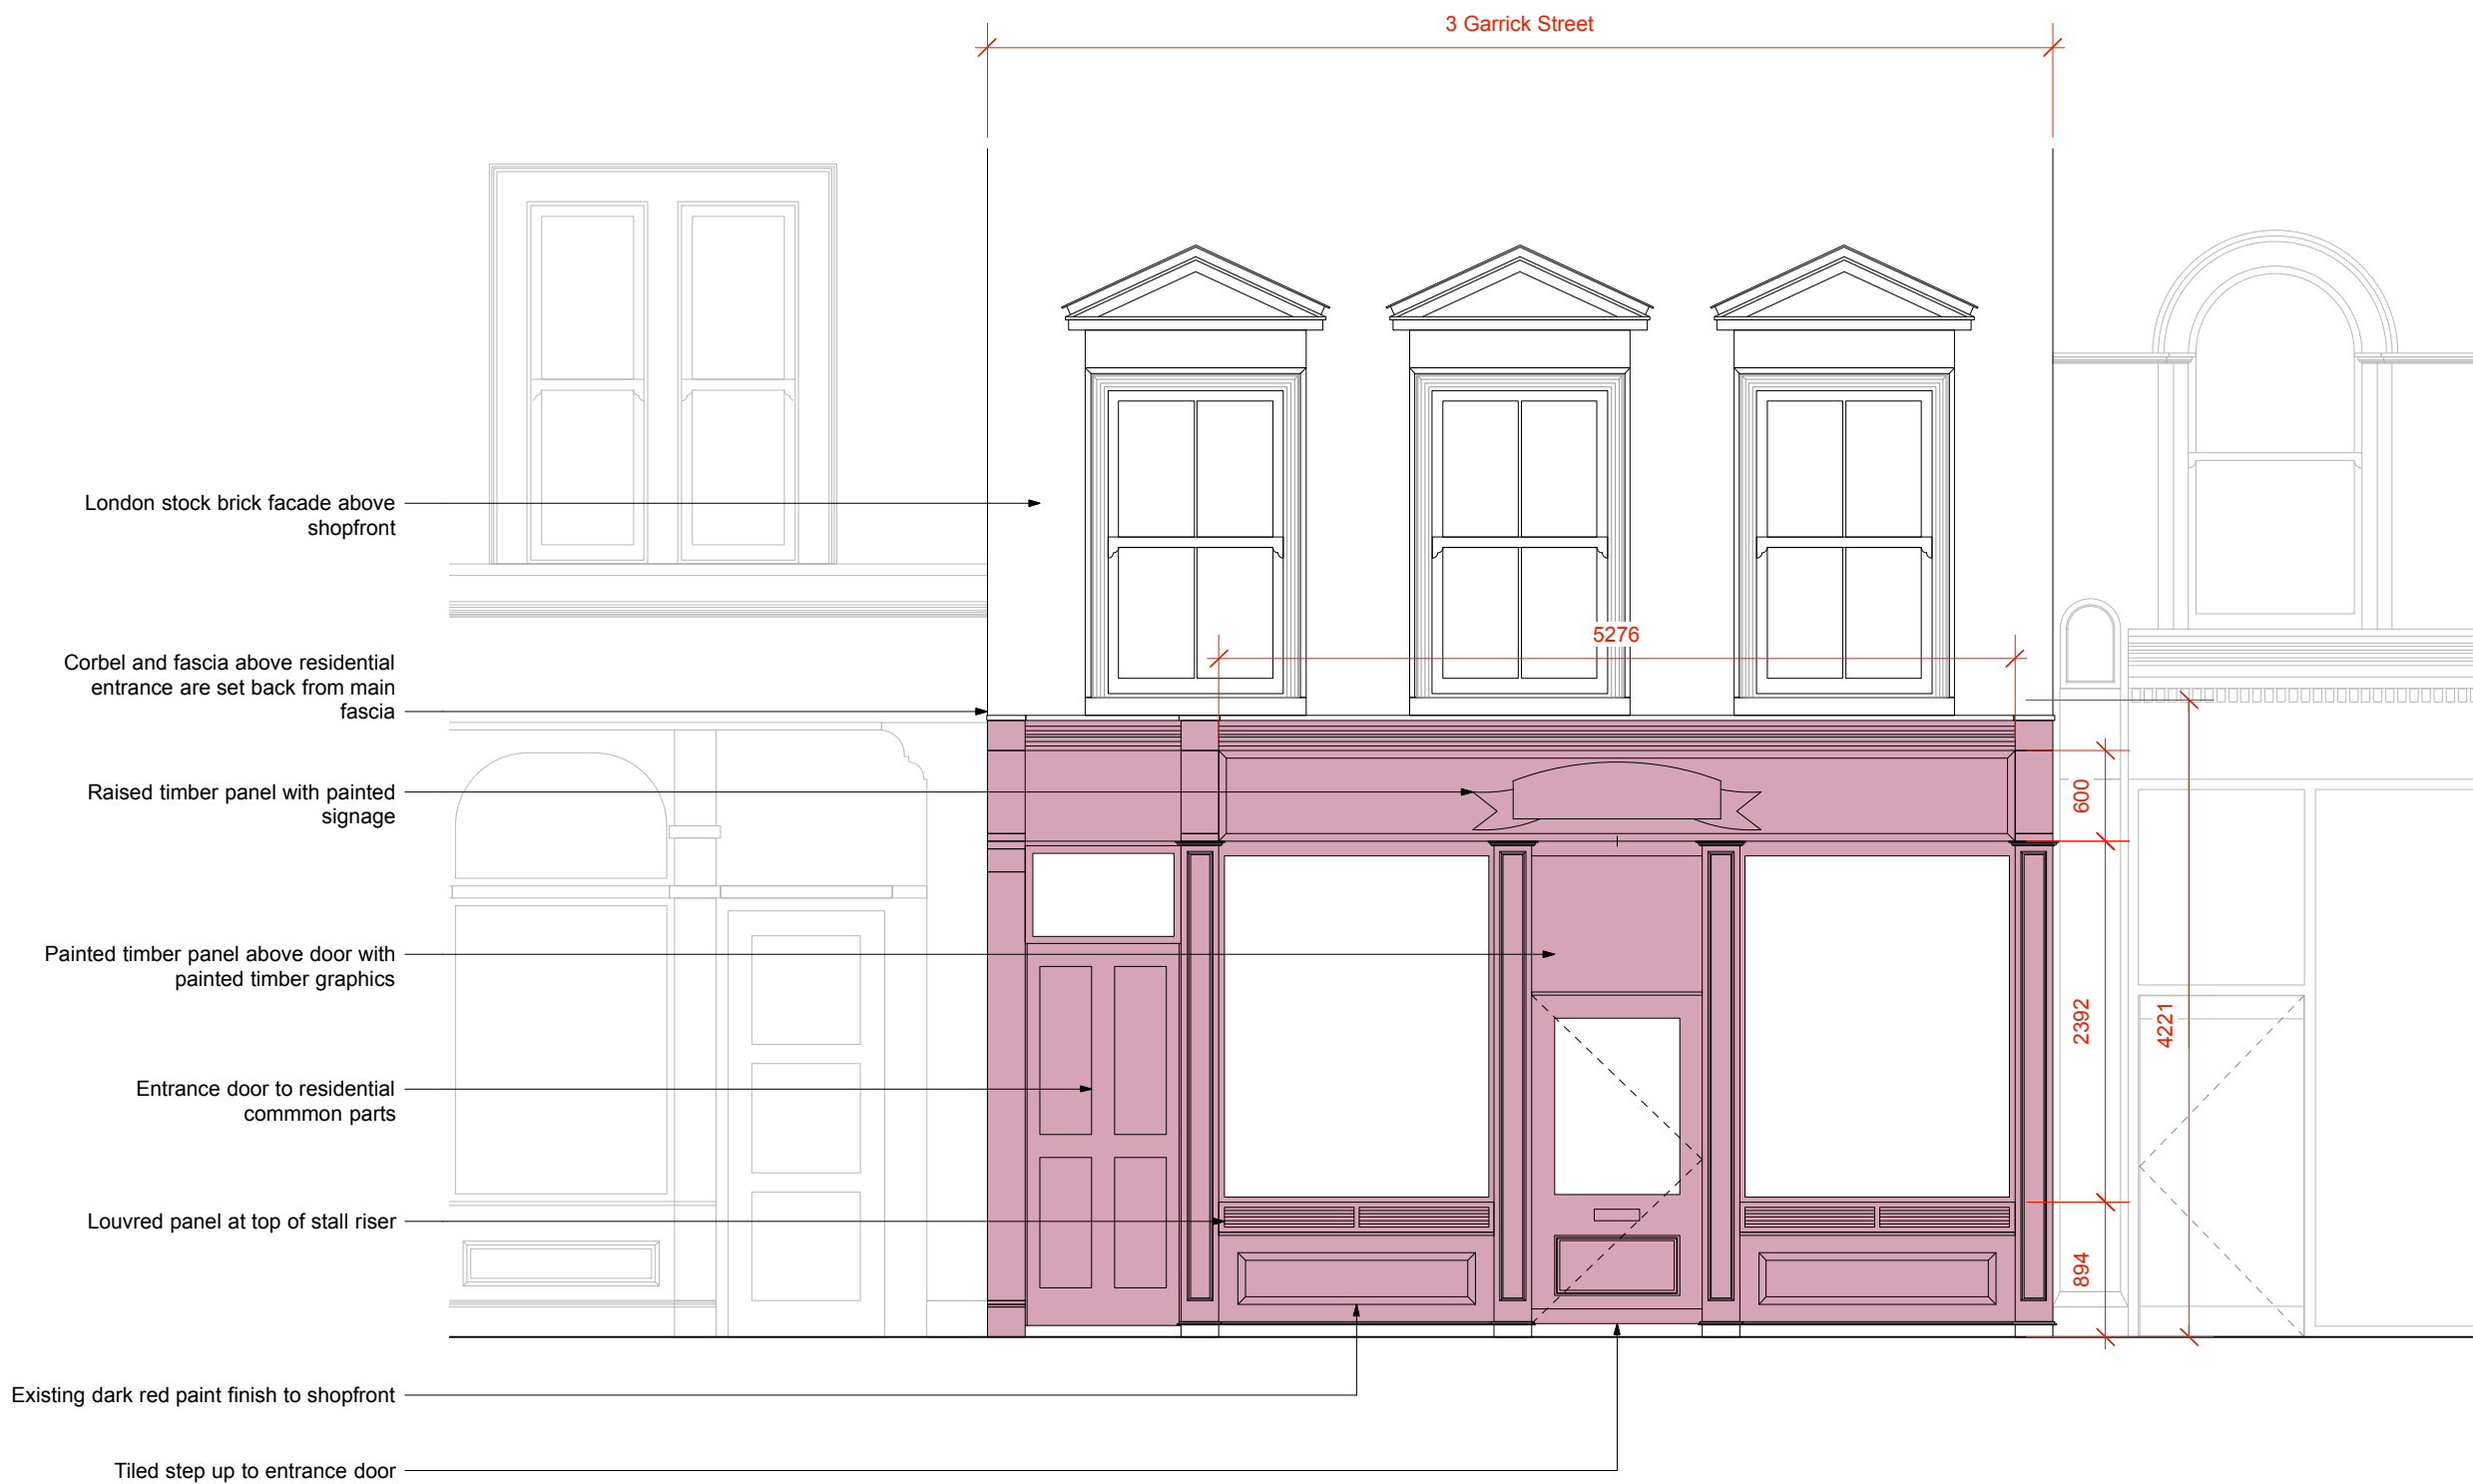 3 Garrick Street
London stock brick facade above
shopfront
5276
Corbel and fascia above residential
entrance are set back from main
fascia
Raised timber panel with painted
signage
600
Painted timber panel above door with
painted timber graphics
2392
4221
Entrance door to residential
commmon parts
Louvred panel at top of stall riser
894
Existing dark red paint finish to shopfront
Tiled step up to entrance door